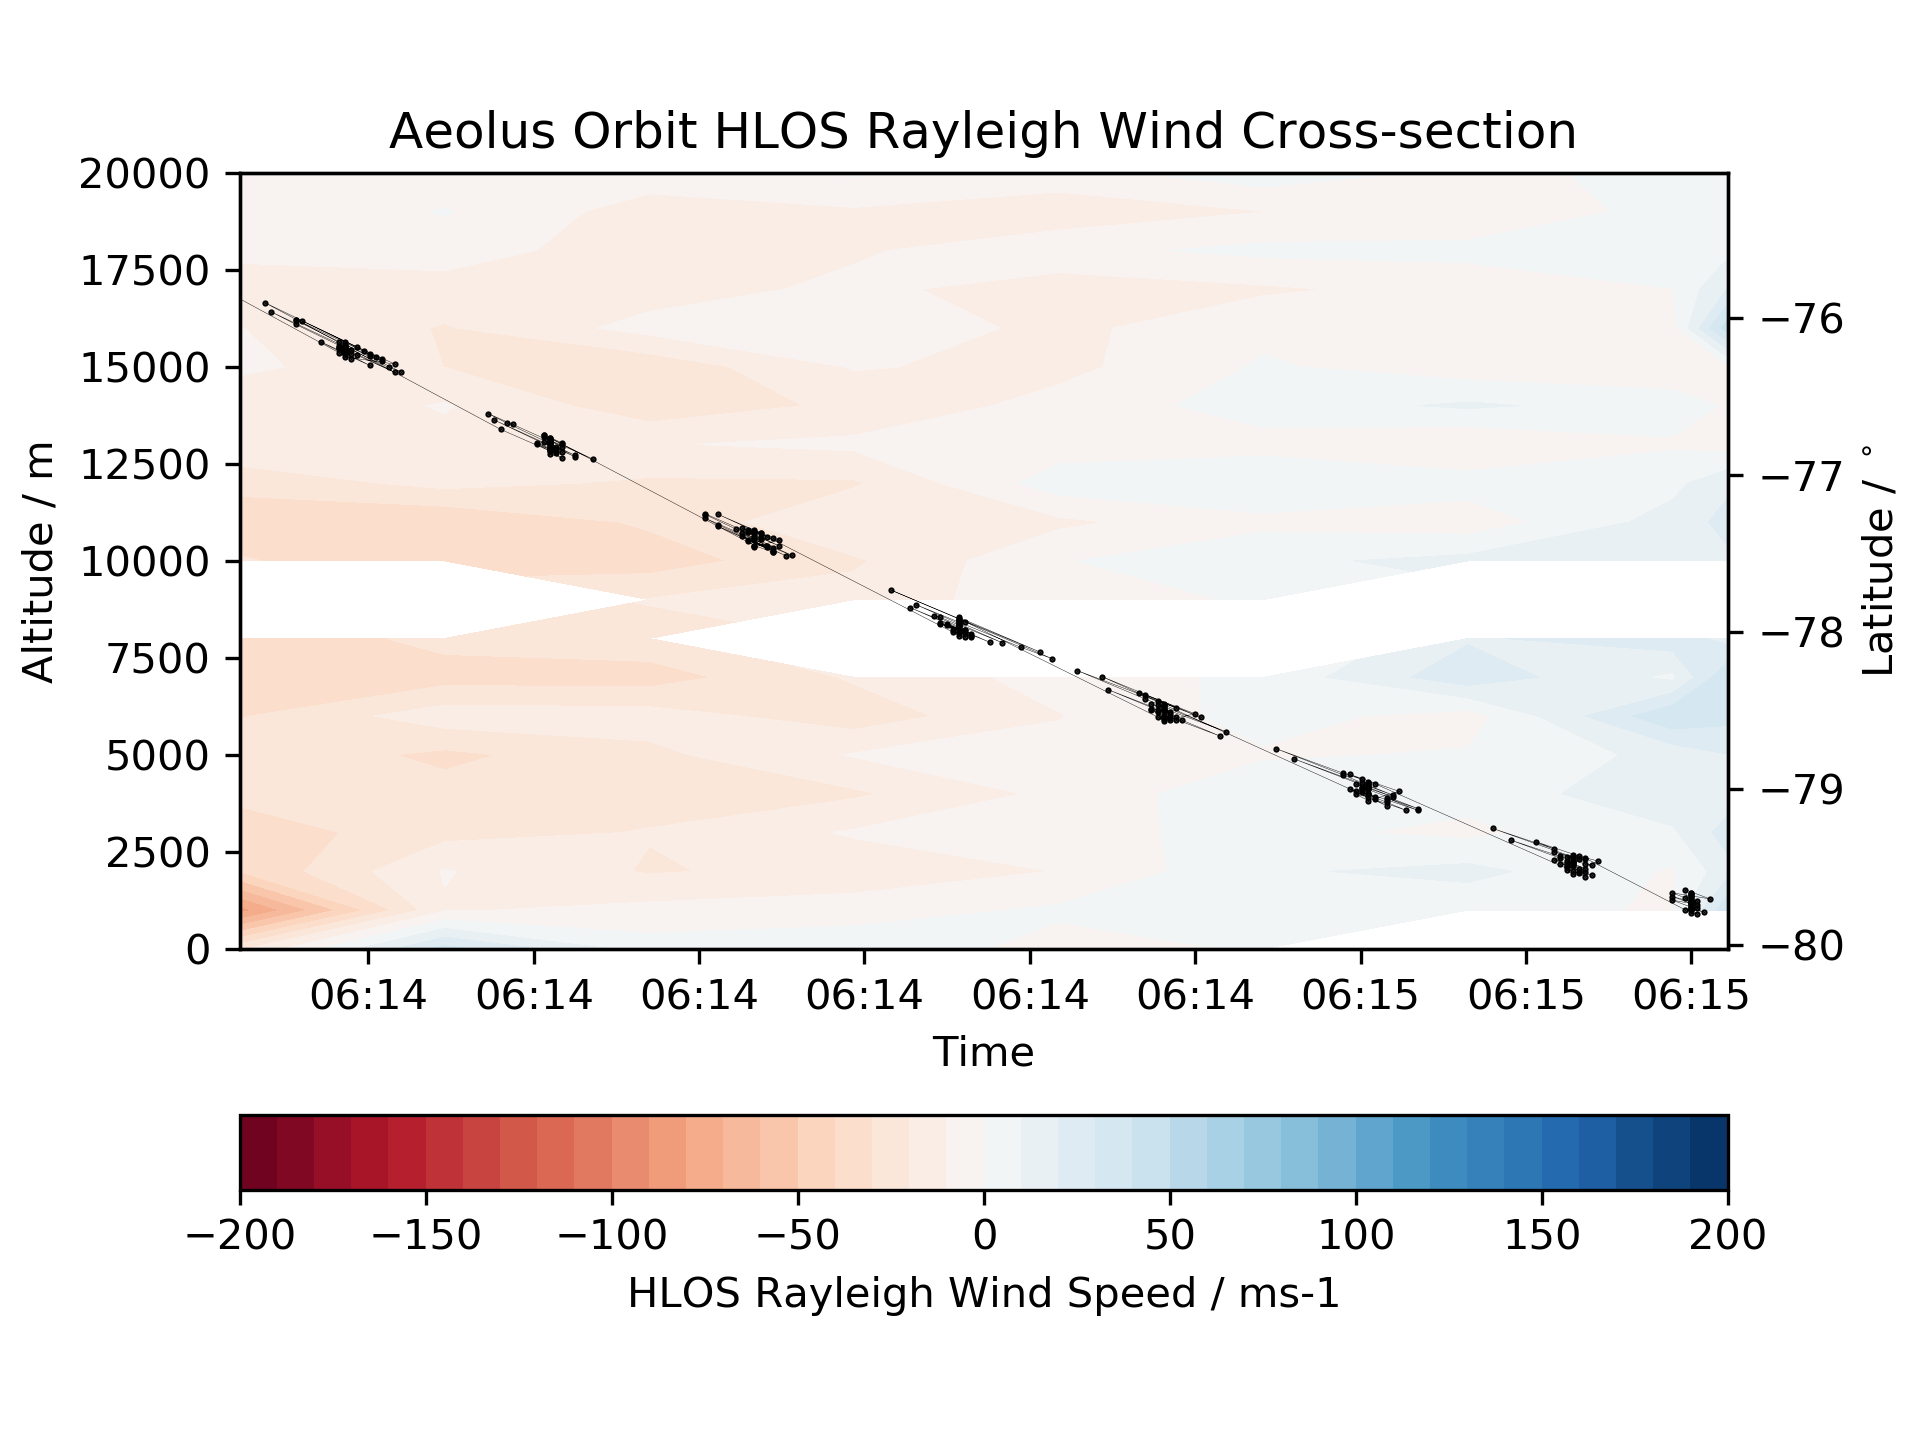 Aeolus Orbit HLOS Rayleigh Wind Cross-section
20000
17500
15000
12500
10000
7500
5000
2500
0
Altitude / m
−76
−77
−78
−79
−80
Latitude / °
06:14 06:14 06:14 06:14 06:14 06:14 06:15 06:15 06:15
Time
−200 −150 −100 −50 0 50 100 150 200
HLOS Rayleigh Wind Speed / ms-1